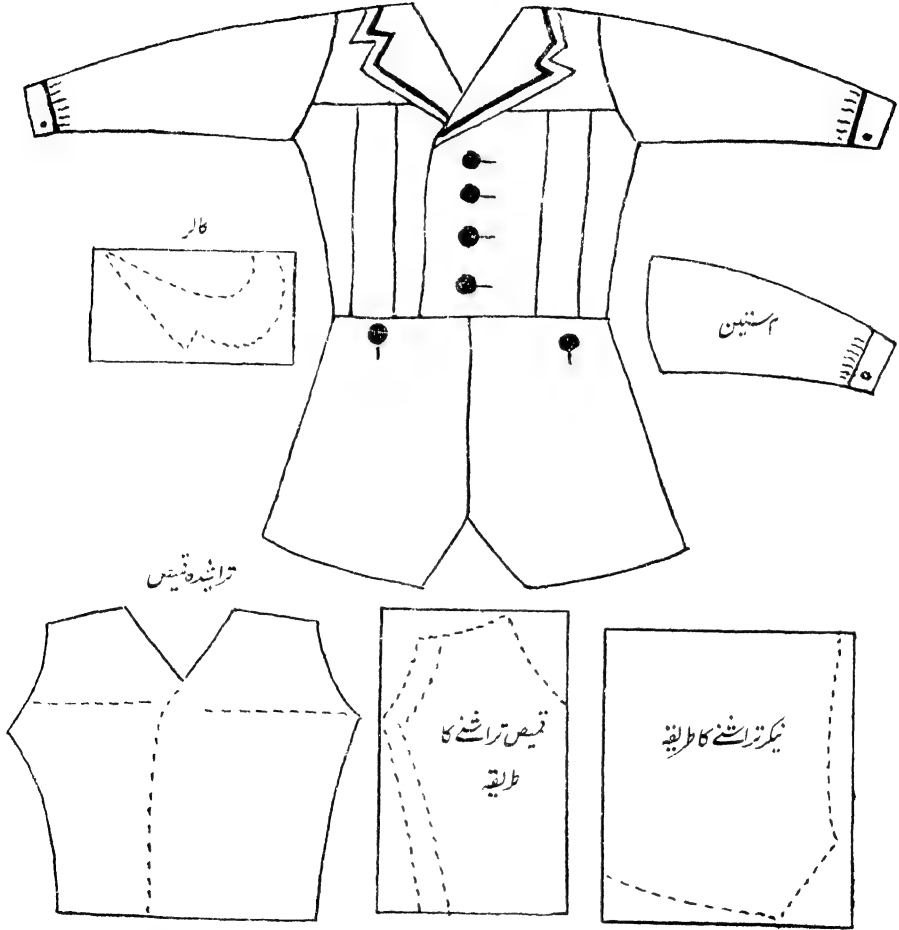 کالر
آستین
تراشیدہ قمیص
قمیص تراشنے کا
طریقہ
نیکر تراشنے کا طریقہ